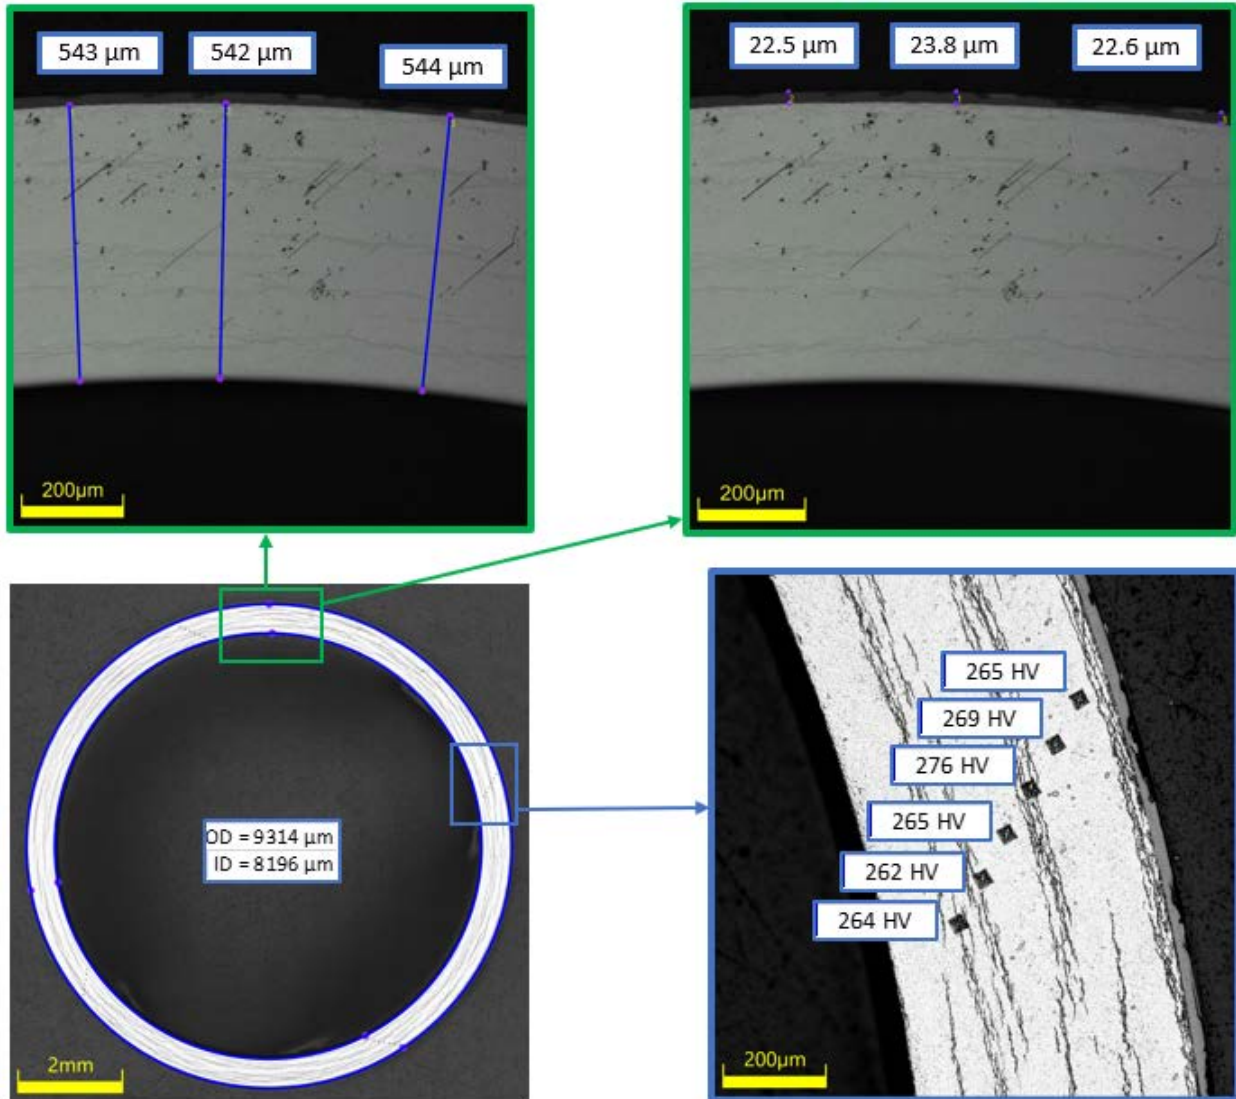 543 µm
542 µm
544 µm
200µm
22.5 µm
23.8 µm
22.6 µm
200µm
OD = 9314 µm
ID = 8196 µm
2mm
265 HV
269 HV
276 HV
265 HV
262 HV
264 HV
200µm